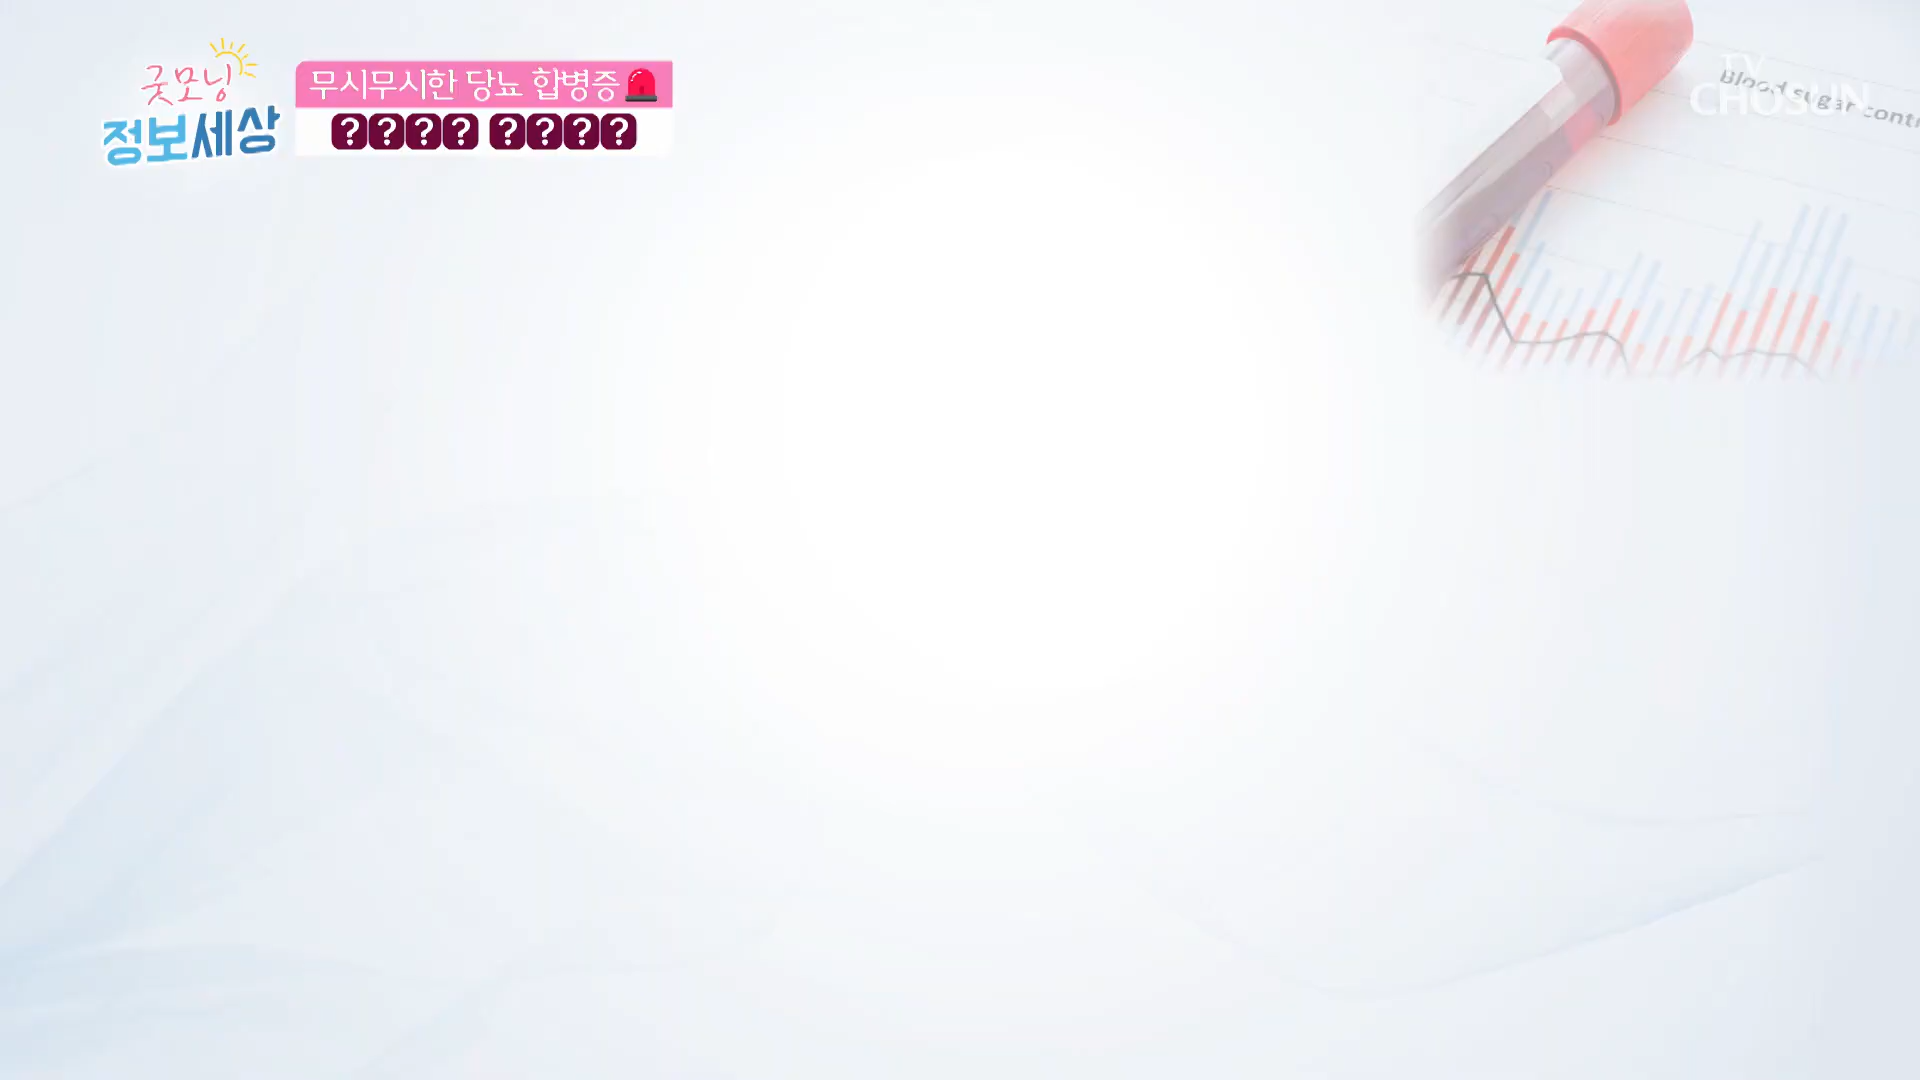 굿모닝
정보세상
무시무시한 당뇨 합병증
???? ????
TV
CHOSUN
Blood sugar contr